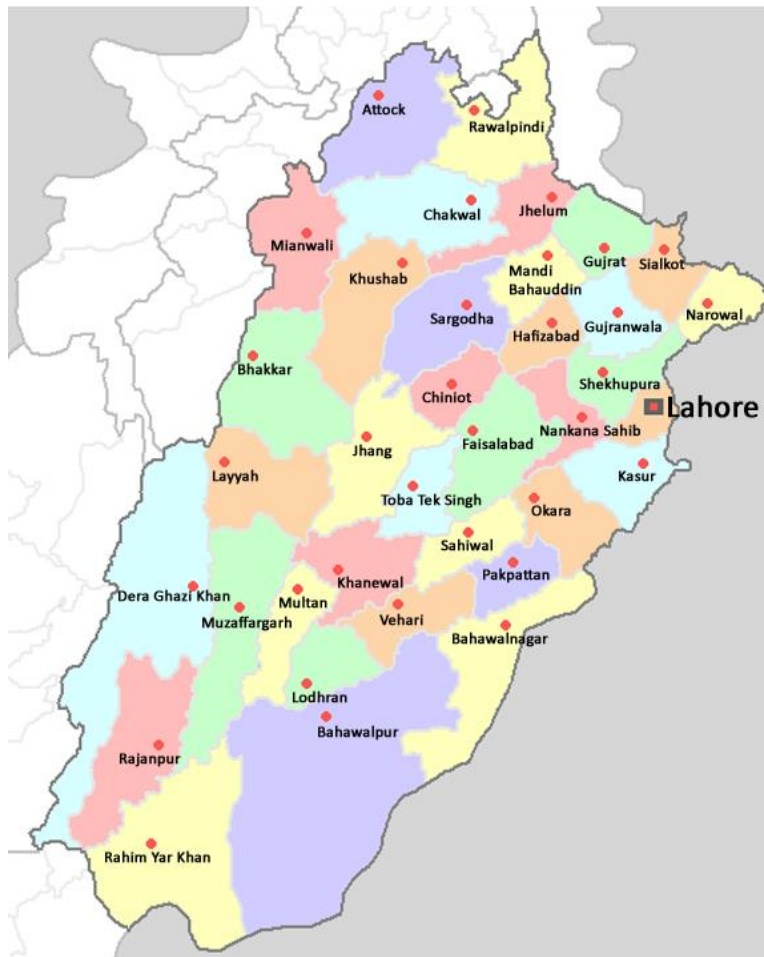 Attock
Rawalpindi
Chakwal
Jhelum
Mianwali
Khushab
Mandi
Bahauddin
Gujrat
Sialkot
Sargodha
Hafizabad
Gujranwala
Narowal
Bhakkar
Chiniot
Shekhupura
Lahore
Jhang
Faisalabad
Nankana Sahib
Layyah
Toba Tek Singh
Kasur
Okara
Sahiwal
Pakpattan
Dera Ghazi Khan
Muzaffargarh
Multan
Khanewal
Vehari
Bahawalnagar
Lodhran
Bahawalpur
Rajanpur
Rahim Yar Khan